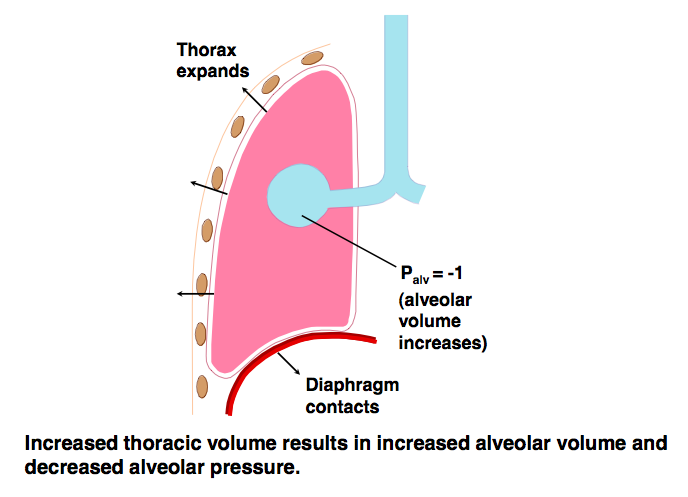 Thorax
expands
Palv = -1
(alveolar
volume
increases)
Diaphragm
contacts
Increased thoracic volume results in increased alveolar volume and
decreased alveolar pressure.